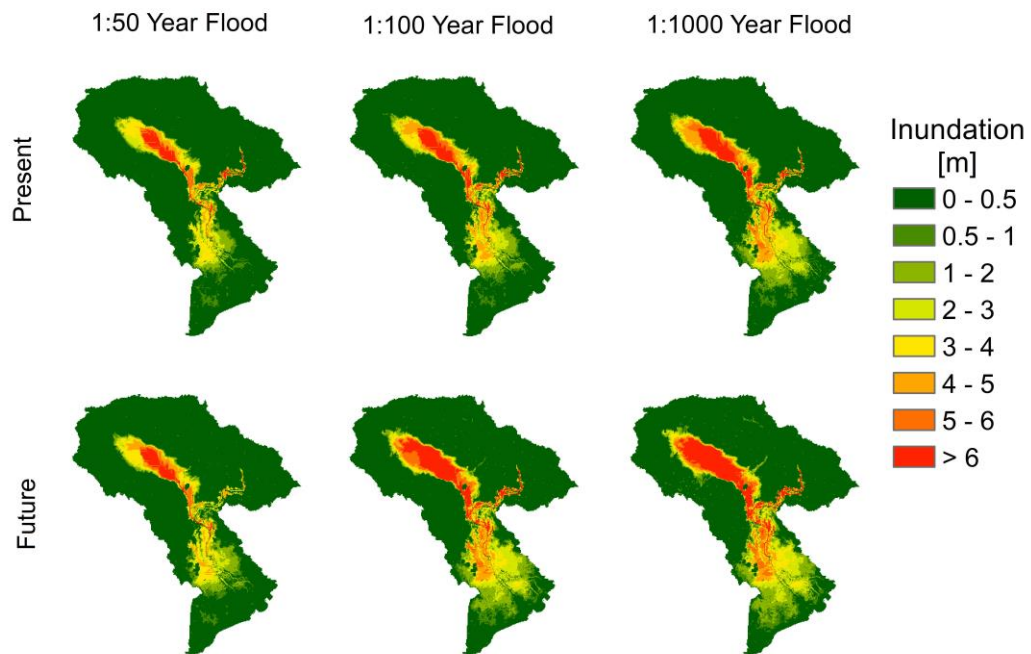 1:50 Year Flood
1:100 Year Flood
1:1000 Year Flood
Present
Future
Inundation
[m]
0 - 0.5
0.5 - 1
1 - 2
2 - 3
3 - 4
4 - 5
5 - 6
> 6